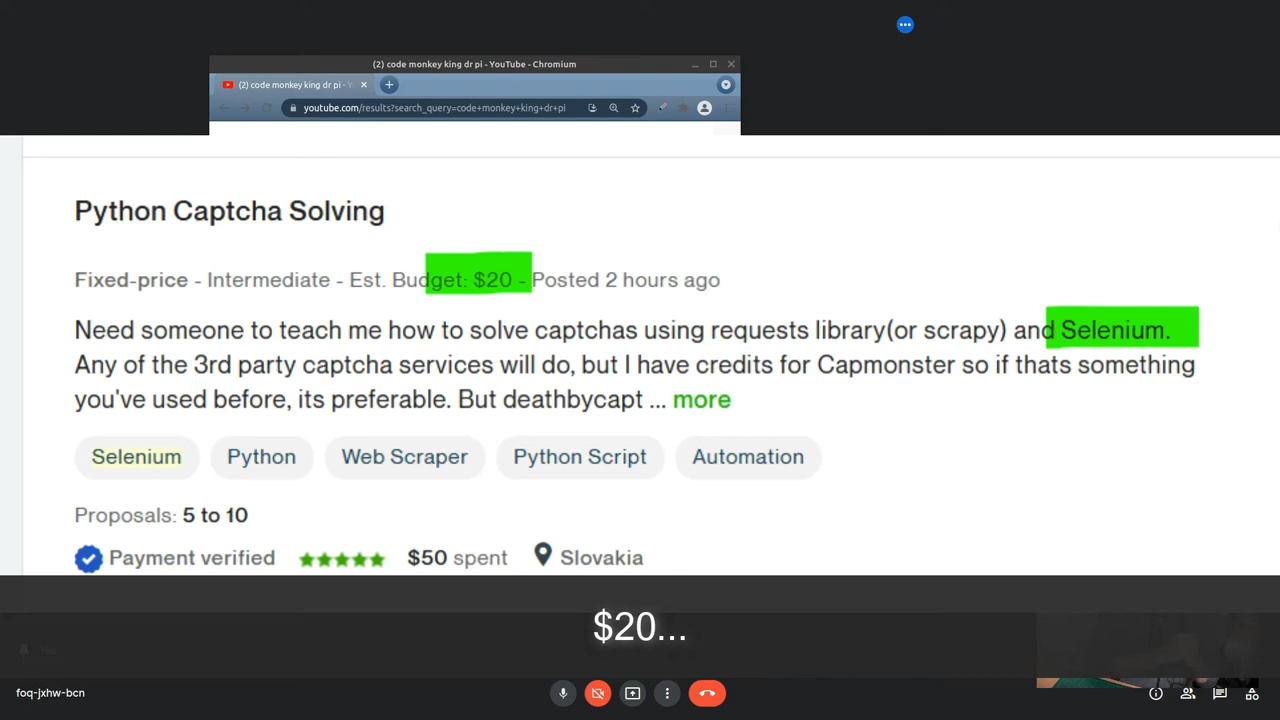 (2) code monkey king dr pi - YouTube - Chromium
(2) code monkey king dr pi - Y
youtube.com/results?search_query=code+monkey+king+dr+pi
Python Captcha Solving
Fixed-price - Intermediate - Est. Budget: $20 - Posted 2 hours ago
Need someone to teach me how to solve captchas using requests library(or scrapy) and Selenium.
Any of the 3rd party captcha services will do, but I have credits for Capmonster so if thats something
you've used before, its preferable. But deathbycapt ... more
Selenium Python Web Scraper Python Script Automation
Proposals: 5 to 10
Payment verified $50 spent Slovakia
$20...
foq-jxhw-bcn